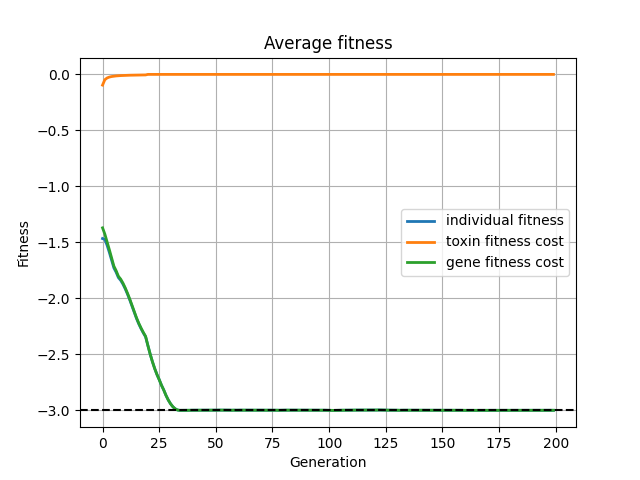 Average fitness
0.0
−0.5
−1.0
−1.5
−2.0
−2.5
−3.0
Fitness
individual fitness
toxin fitness cost
gene fitness cost
0 25 50 75 100 125 150 175 200
Generation